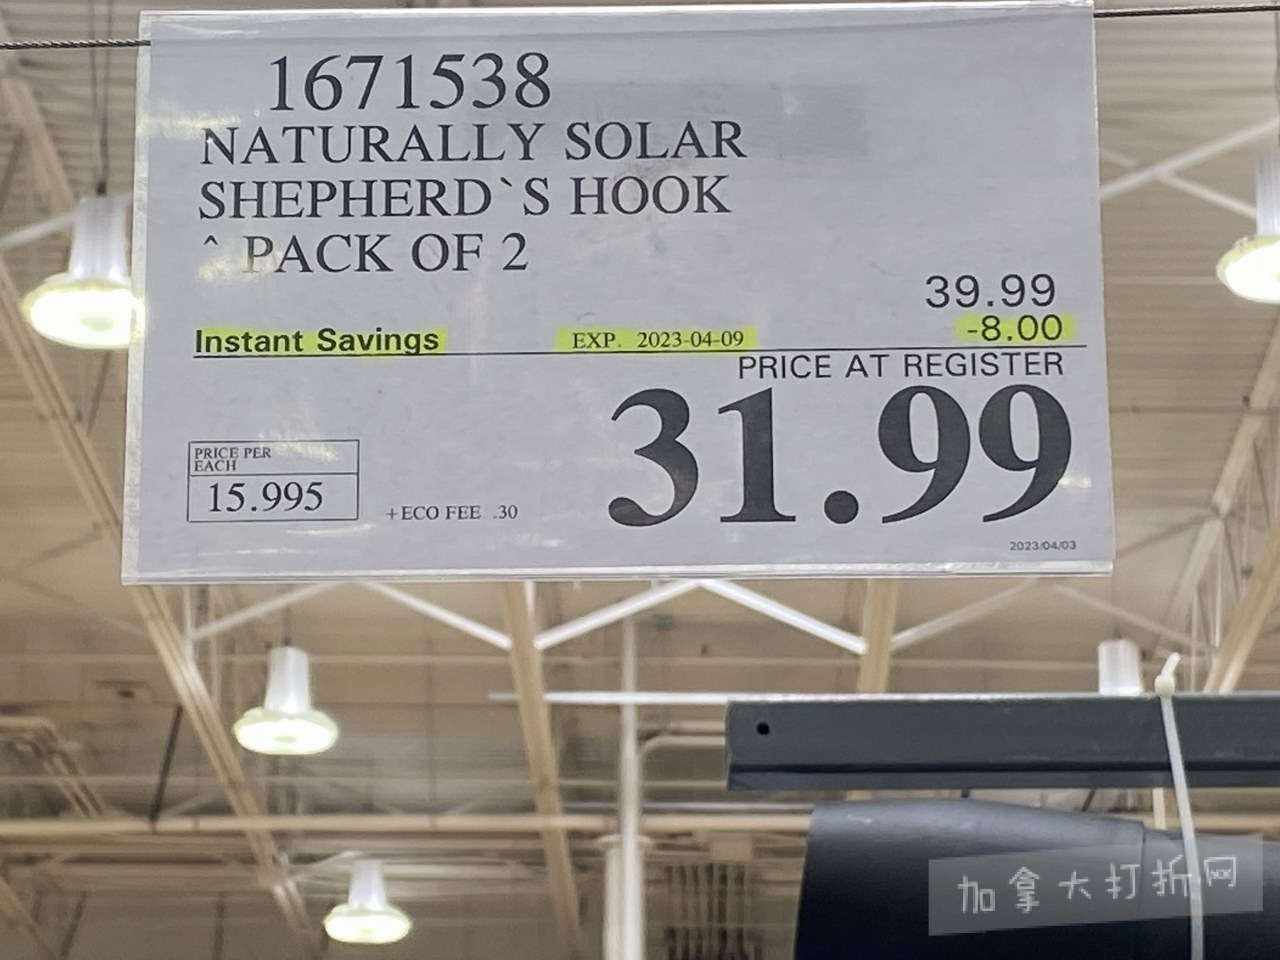 1671538
NATURALLY SOLAR
SHEPHERD`S HOOK
^ PACK OF 2
39.99
Instant Savings EXP. 2023-04-09 -8.00
PRICE AT REGISTER
31.99
PRICE PER
EACH
15.995
+ECO FEE .30
2023/04/03
加拿大打折网